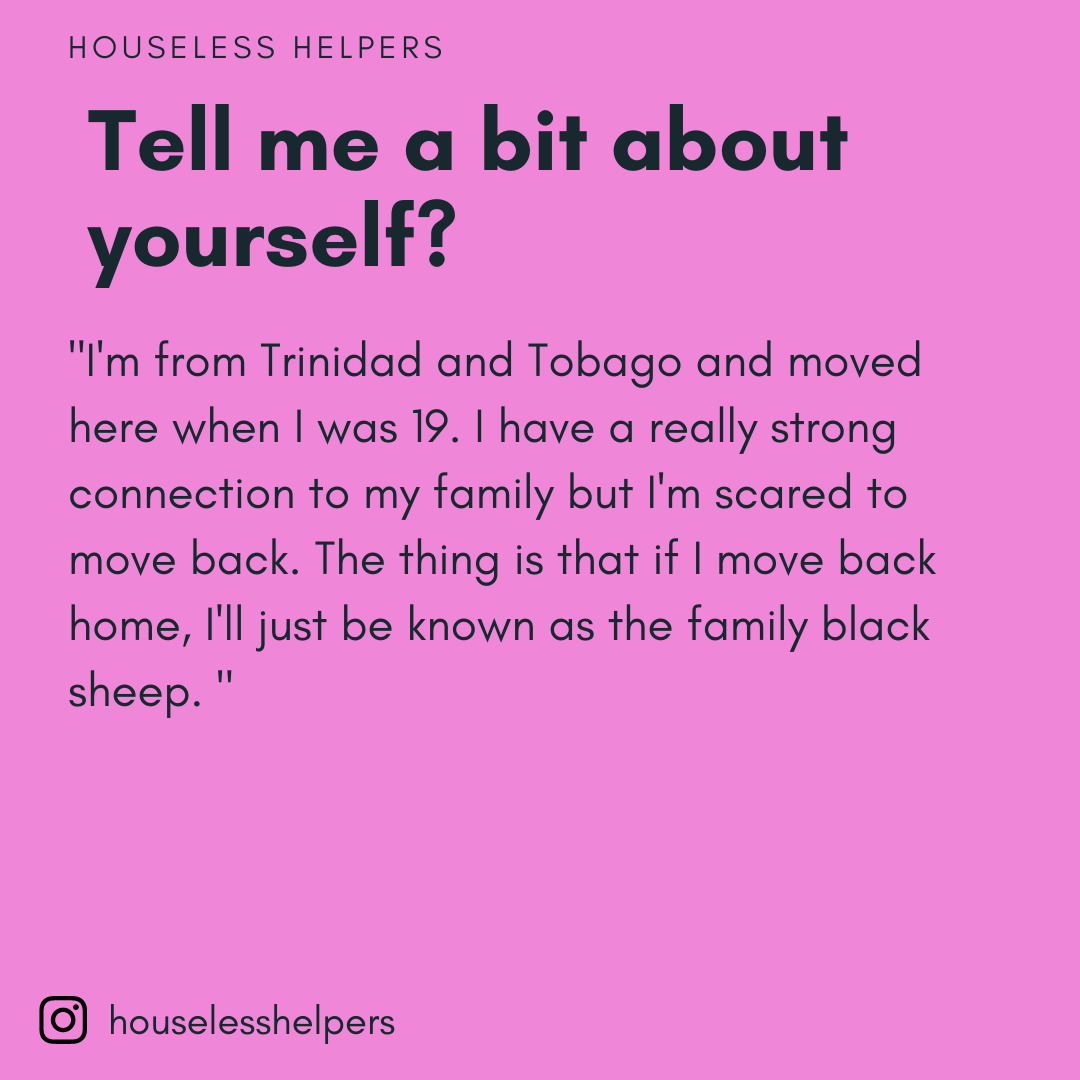 HOUSELESS HELPERS
Tell me a bit about
yourself?
"I'm from Trinidad and Tobago and moved
here when I was 19. I have a really strong
connection to my family but I'm scared to
move back. The thing is that if I move back
home, I'll just be known as the family black
sheep. "
houselesshelpers